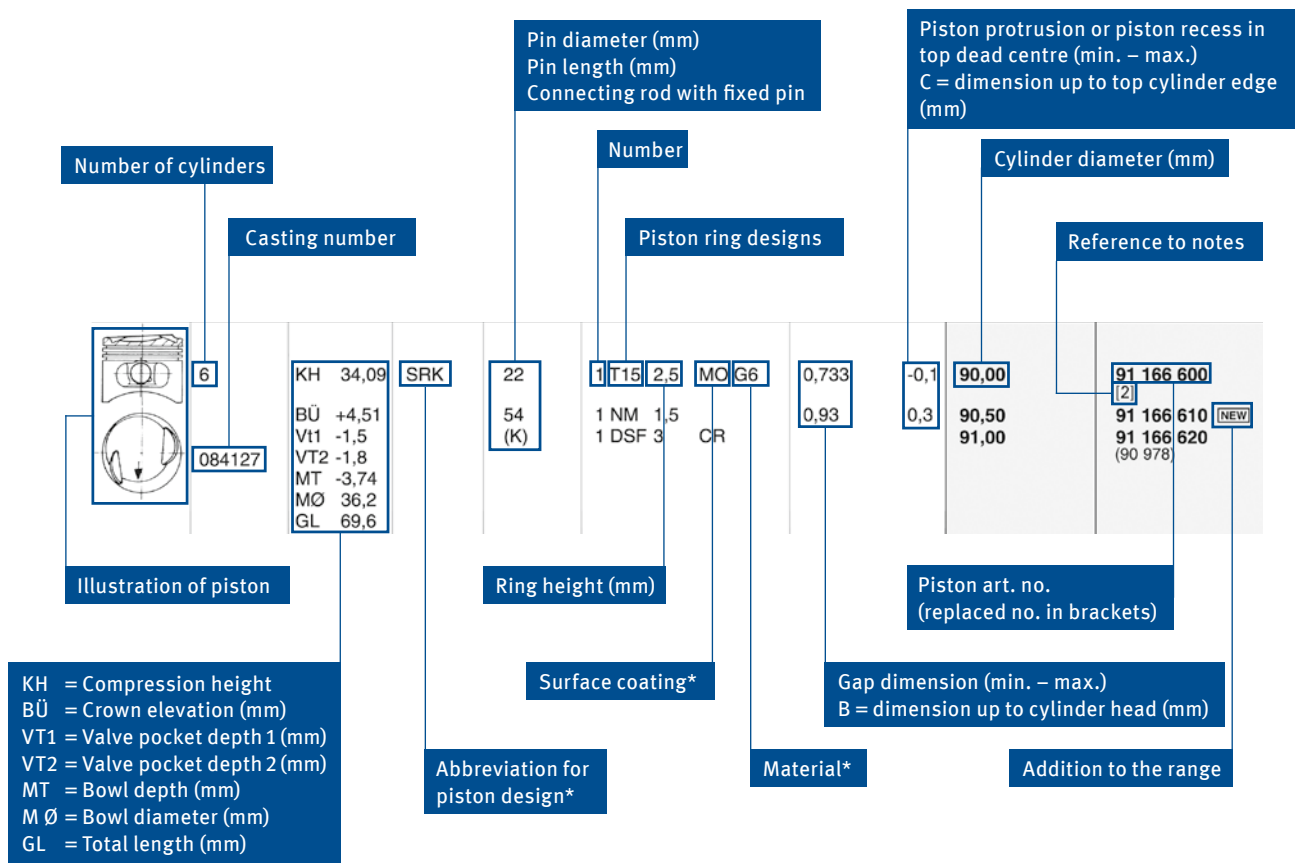 Pin diameter (mm)
Pin length (mm)
Connecting rod with fixed pin
Piston protrusion or piston recess in
top dead centre (min. – max.)
C = dimension up to top cylinder edge
(mm)
Number of cylinders
Number
Cylinder diameter (mm)
Casting number
Piston ring designs
Reference to notes
6
KH 34,09
SRK
22
1 T15 2,5 MO G6
0,733
-0,1
90,00
91 166 600
[2]
BÜ +4,51
54
1 NM 1,5
0,93
0,3
90,50
91 166 610 NEW
Vt1 -1,5
(K)
1 DSF 3 CR
91,00
91 166 620
084127
VT2 -1,8
(90 978)
MT -3,74
MØ 36,2
GL 69,6
Illustration of piston
Ring height (mm)
Piston art. no.
(replaced no. in brackets)
KH = Compression height
BÜ = Crown elevation (mm)
VT1 = Valve pocket depth 1 (mm)
VT2 = Valve pocket depth 2 (mm)
MT = Bowl depth (mm)
M Ø = Bowl diameter (mm)
GL = Total length (mm)
Surface coating*
Gap dimension (min. – max.)
B = dimension up to cylinder head (mm)
Abbreviation for
piston design*
Material*
Addition to the range